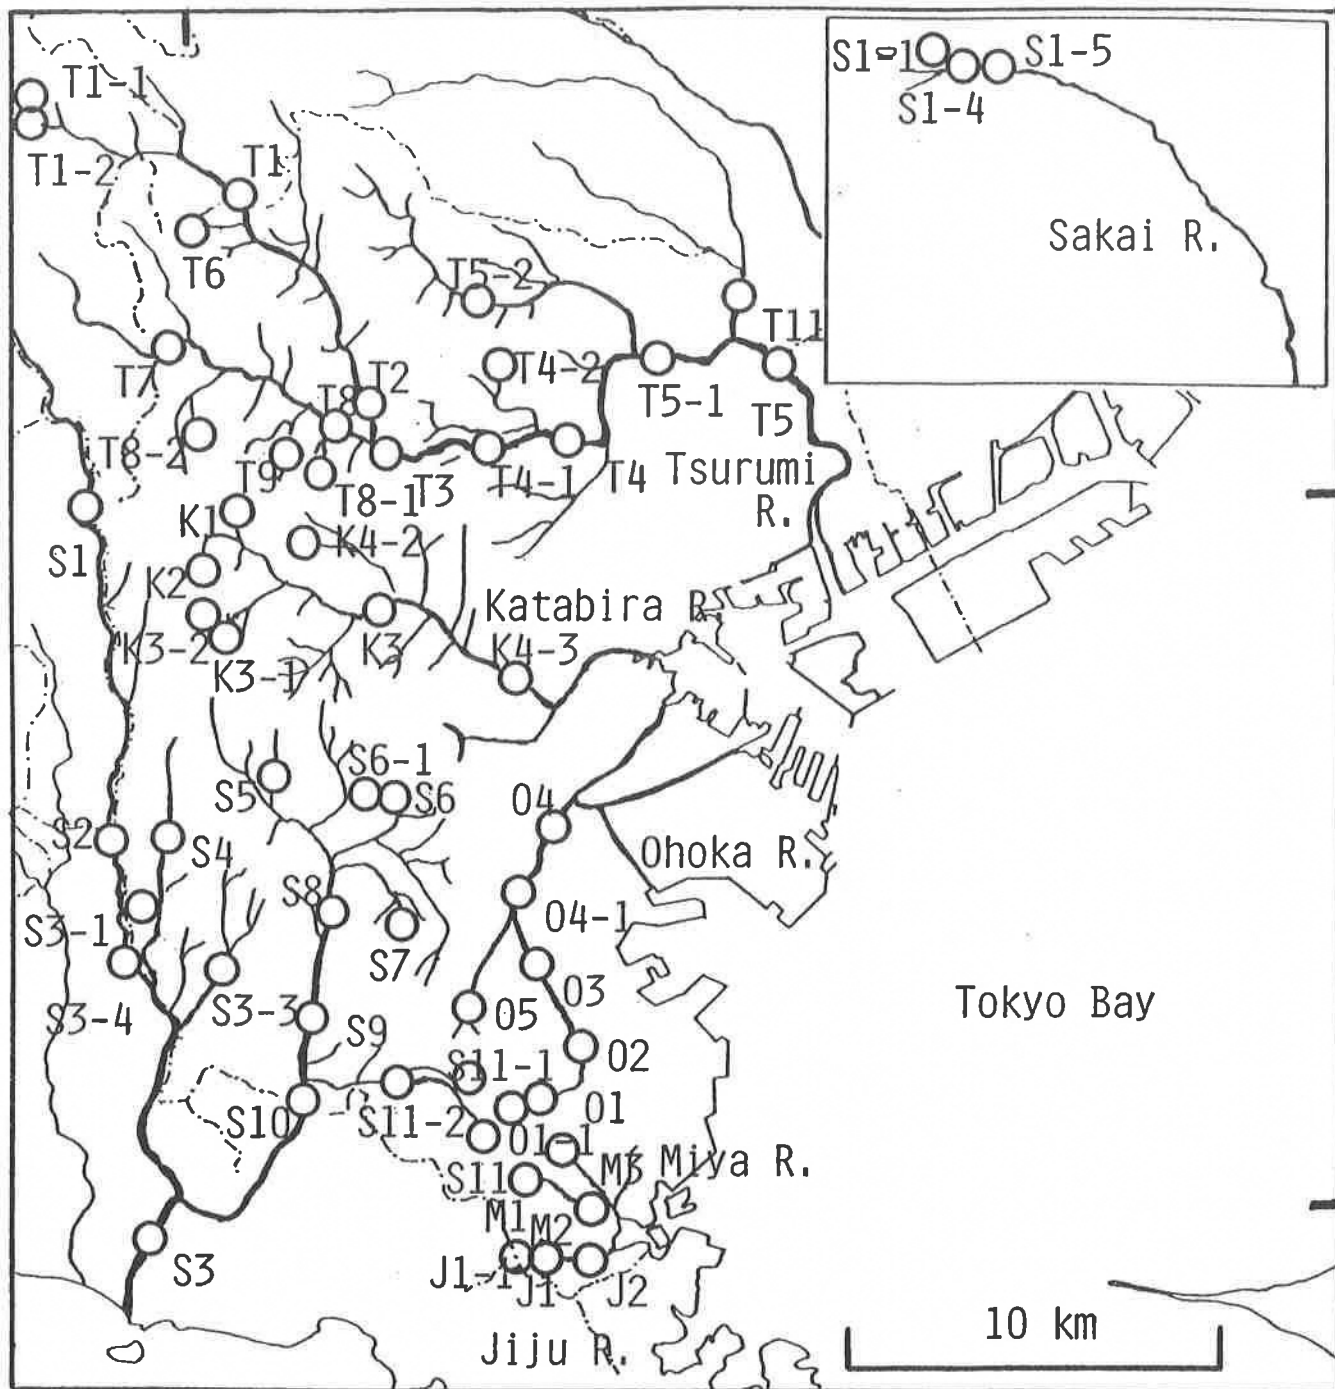 T1-1
S1-1
S1-5
S1-4
T1-2
T1
Sakai R.
T6
T5-2
T11
T7
T8
T2
T4-2
T5-1
T5
T8-2
T9
T8-1
T3
T4-1
T4
Tsurumi
R.
K1
K4-2
S1
K2
Katabira R.
K3-2
K3-1
K3
K4-3
S6-1
S5
S6
O4
S2
S4
Ohoka R.
S8
O4-1
S3-1
S7
O3
Tokyo Bay
S3-4
S3-3
O5
S9
O2
S11-1
S10
S11-2
O1
O1-1
S11
M3
Miya R.
M1
M2
S3
J1-1
J1
J2
10 km
Jiju R.